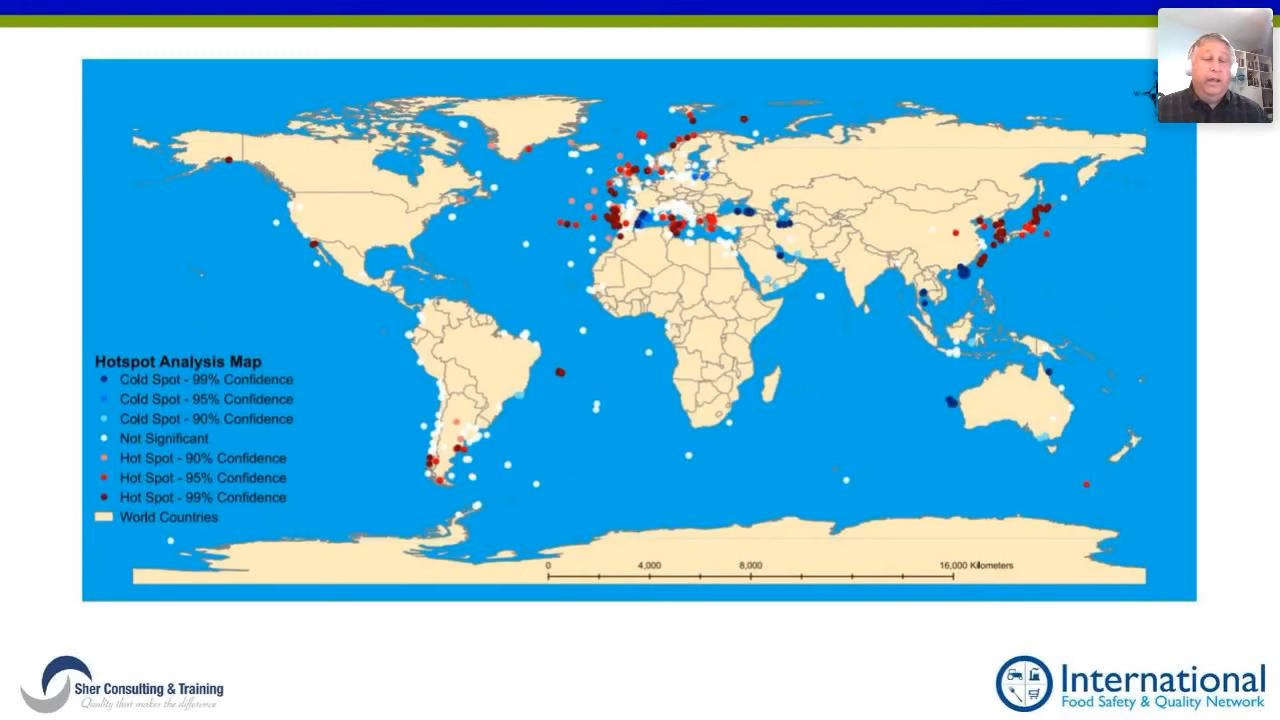 Hotspot Analysis Map
Cold Spot - 99% Confidence
Cold Spot - 95% Confidence
Cold Spot - 90% Confidence
Not Significant
Hot Spot - 90% Confidence
Hot Spot - 95% Confidence
Hot Spot - 99% Confidence
World Countries
0 4,000 8,000 16,000 Kilometers
Sher Consulting & Training
Quality that makes the difference
International
Food Safety & Quality Network